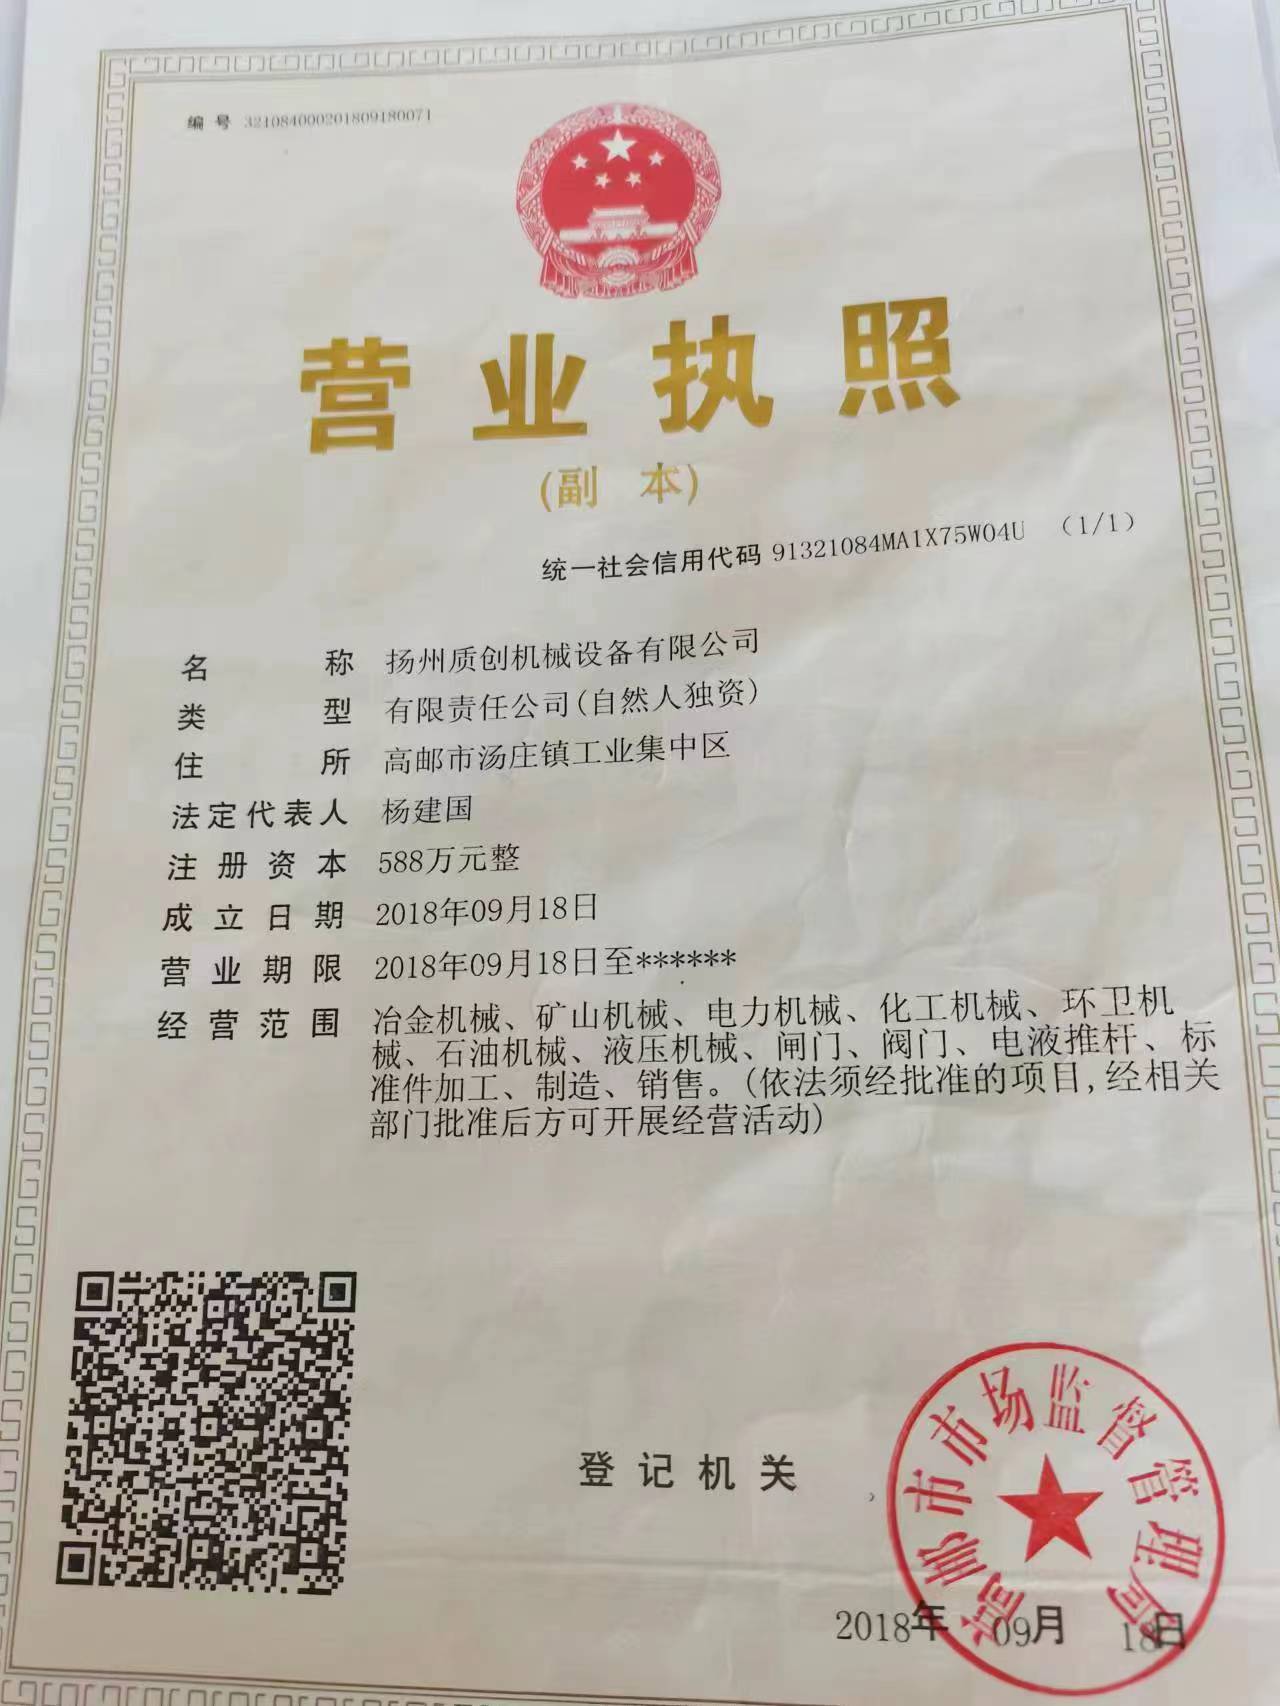 编号 321084000201809180071
营业执照
(副本)
统一社会信用代码 91321084MA1X75W04U （1/1）
名称 扬州质创机械设备有限公司
类型 有限责任公司(自然人独资)
住所 高邮市汤庄镇工业集中区
法定代表人 杨建国
注册资本 588万元整
成立日期 2018年09月18日
营业期限 2018年09月18日至******
经营范围 冶金机械、矿山机械、电力机械、化工机械、环卫机
械、石油机械、液压机械、闸门、阀门、电液推杆、标
准件加工、制造、销售。(依法须经批准的项目,经相关
部门批准后方可开展经营活动)
登记机关
高邮市市场监督管理局
2018年 09月 18日